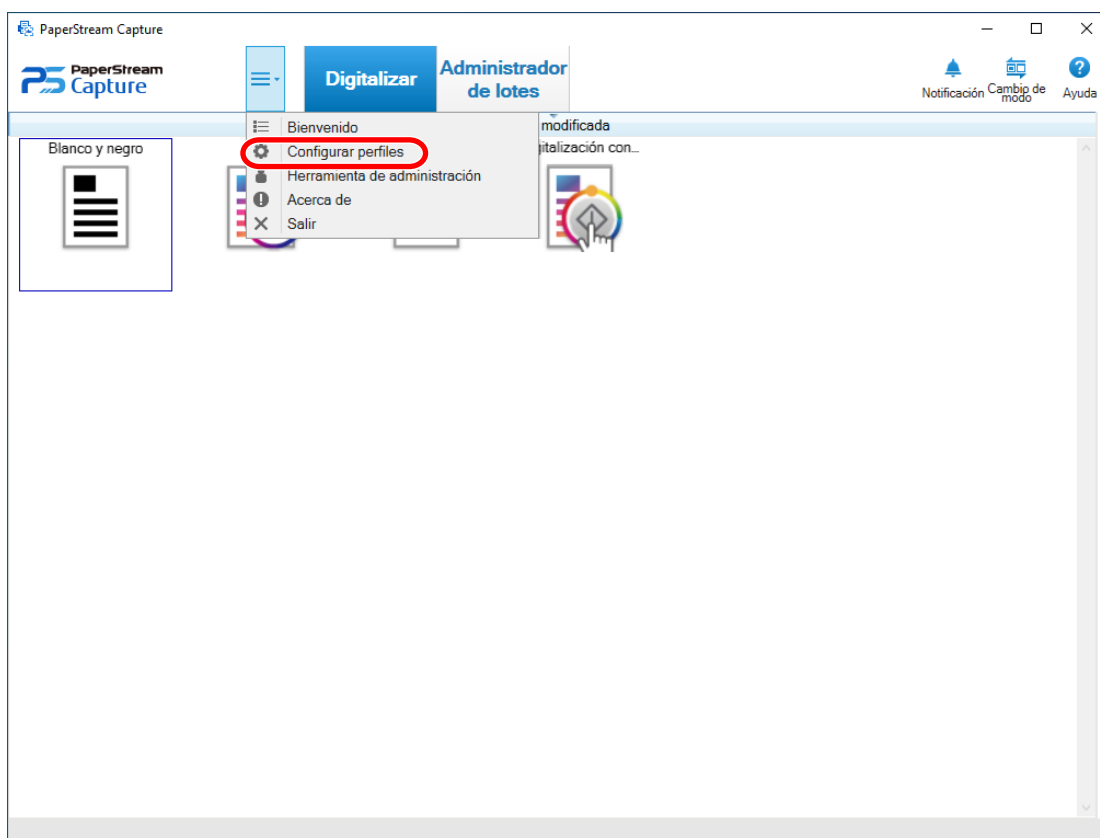 PaperStream Capture
PaperStream
Capture
Digitalizar
Administrador
de lotes
Notificación
Cambio de
modo
Ayuda
Bienvenido
Configurar perfiles
Herramienta de administración
Acerca de
Salir
modificada
Blanco y negro
italización con...